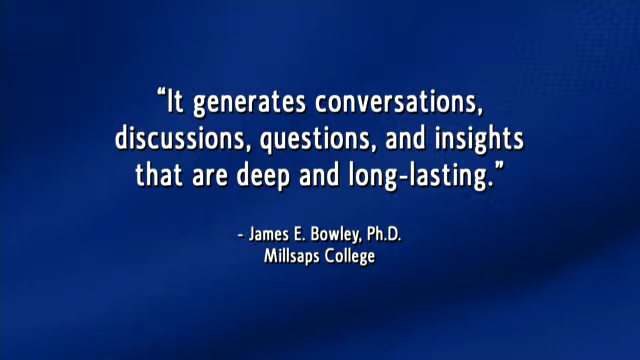 “It generates conversations,
discussions, questions, and insights
that are deep and long-lasting.”
- James E. Bowley, Ph.D.
Millsaps College